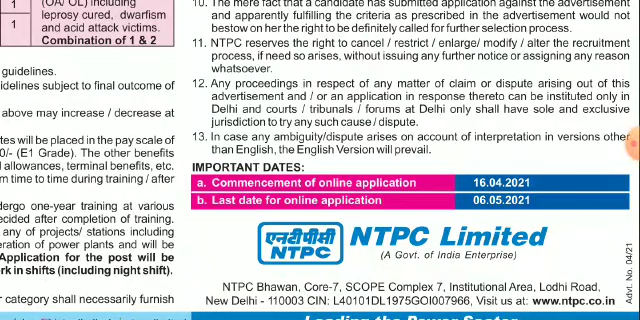 1
(OA/ OL) including
leprosy cured, dwarfism
1
and acid attack victims.
Combination of 1 & 2
guidelines.
idelines subject to final outcome of
above may increase / decrease at
tes will be placed in the pay scale of
0/- (E1 Grade). The other benefits
l allowances, terminal benefits, etc.
m time to time during training / after
dergo one-year training at various
ecided after completion of training.
any of projects/ stations including
eration of power plants and will be
Application for the post will be
rk in shifts (including night shift).
r category shall necessarily furnish
10. The mere fact that a candidate has submitted application against the advertisement
and apparently fulfilling the criteria as prescribed in the advertisement would not
bestow on her the right to be definitely called for further selection process.
11. NTPC reserves the right to cancel / restrict / enlarge/ modify / alter the recruitment
process, if need so arises, without issuing any further notice or assigning any reason
whatsoever.
12. Any proceedings in respect of any matter of claim or dispute arising out of this
advertisement and / or an application in response thereto can be instituted only in
Delhi and courts / tribunals / forums at Delhi only shall have sole and exclusive
jurisdiction to try any such cause / dispute.
13. In case any ambiguity/dispute arises on account of interpretation in versions other
than English, the English Version will prevail.
IMPORTANT DATES:
a. Commencement of online application 16.04.2021
b. Last date for online application 06.05.2021
एनटीपीसी
NTPC
NTPC Limited
(A Govt. of India Enterprise)
NTPC Bhawan, Core-7, SCOPE Complex 7, Institutional Area, Lodhi Road,
New Delhi - 110003 CIN: L40101DL1975GOI007966, Visit us at: www.ntpc.co.in
Advt. No. 04/21
Leading the Power Sector